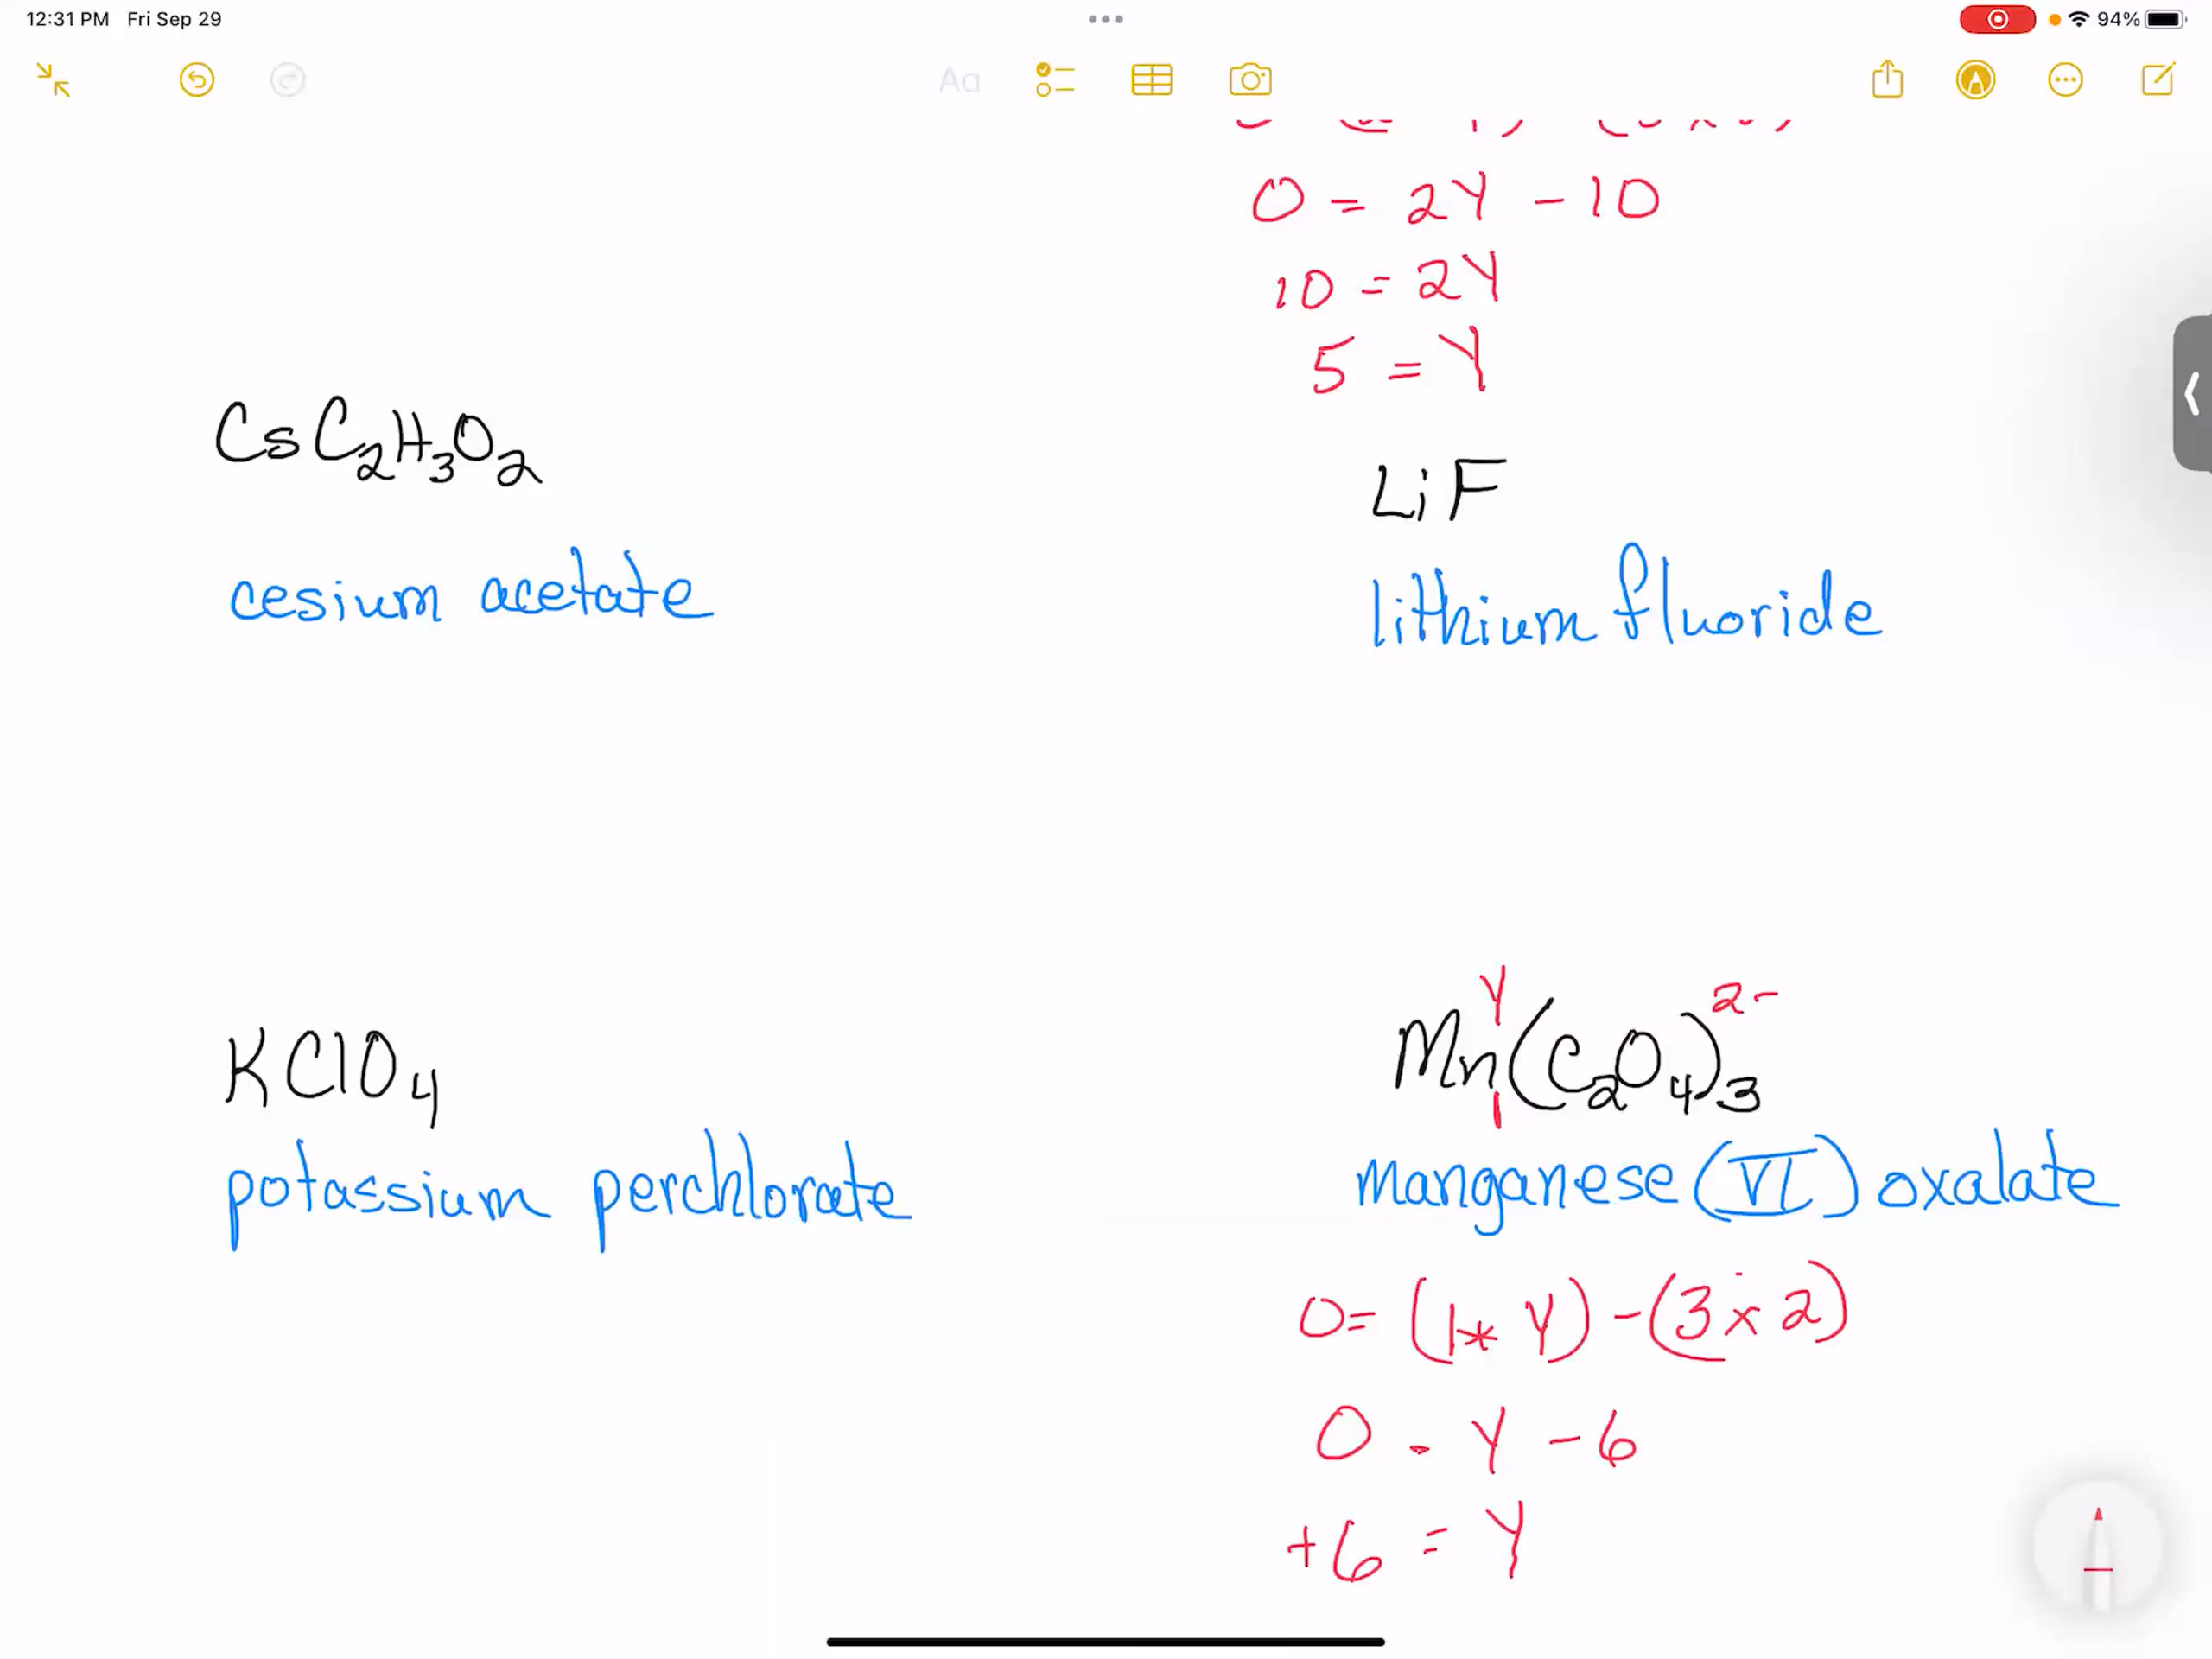 12:31 PM Fri Sep 29
94%
Aa
0 = 2Y - 10
10 = 2Y
5 = Y
CsC₂H₃O₂
LiF
cesium acetate
lithium fluoride
Y 2-
KClO₄
Mn₁(C₂O₄)₃
potassium perchlorate
manganese (VI) oxalate
0 = (1* Y) - (3 x 2)
0 - Y - 6
+6 = Y